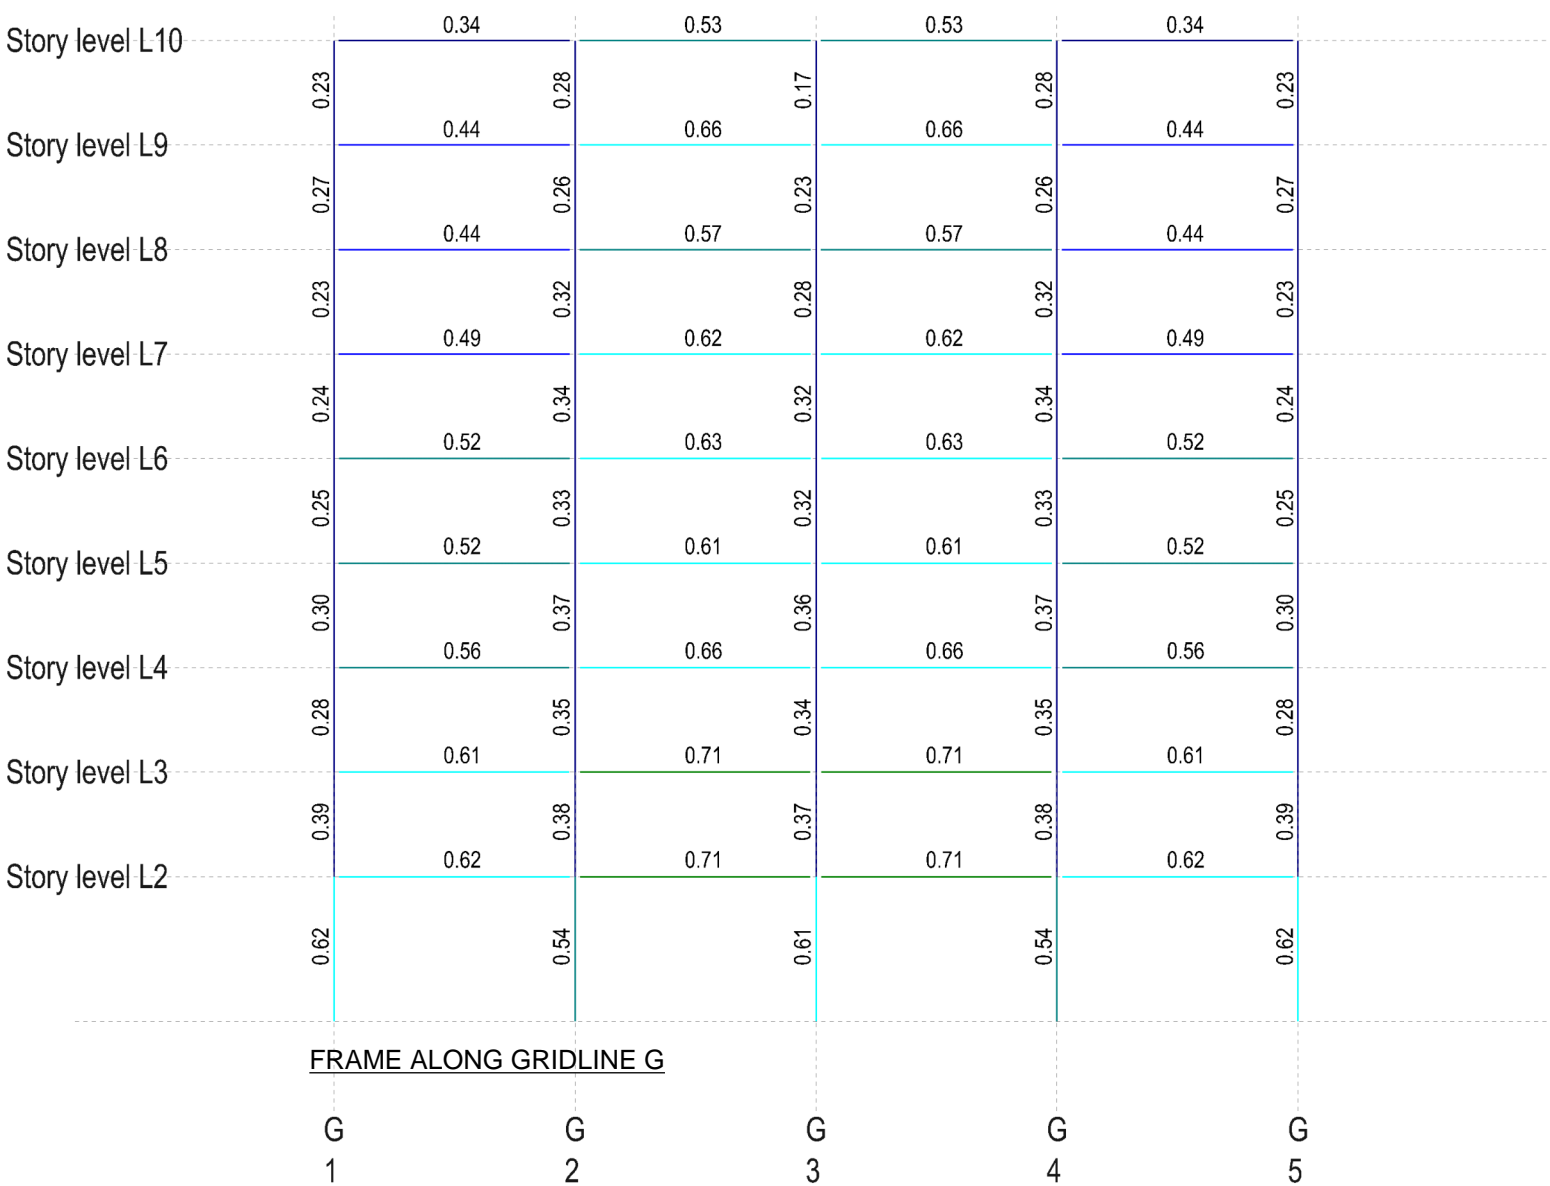 Story level L10 0.34 0.53 0.53 0.34
0.23 0.28 0.17 0.28 0.23
Story level L9 0.44 0.66 0.66 0.44
0.27 0.26 0.23 0.26 0.27
Story level L8 0.44 0.57 0.57 0.44
0.23 0.32 0.28 0.32 0.23
Story level L7 0.49 0.62 0.62 0.49
0.24 0.34 0.32 0.34 0.24
Story level L6 0.52 0.63 0.63 0.52
0.25 0.33 0.32 0.33 0.25
Story level L5 0.52 0.61 0.61 0.52
0.30 0.37 0.36 0.37 0.30
Story level L4 0.56 0.66 0.66 0.56
0.28 0.35 0.34 0.35 0.28
Story level L3 0.61 0.71 0.71 0.61
0.39 0.38 0.37 0.38 0.39
Story level L2 0.62 0.71 0.71 0.62
0.62 0.54 0.61 0.54 0.62
FRAME ALONG GRIDLINE G
G G G G G
1 2 3 4 5